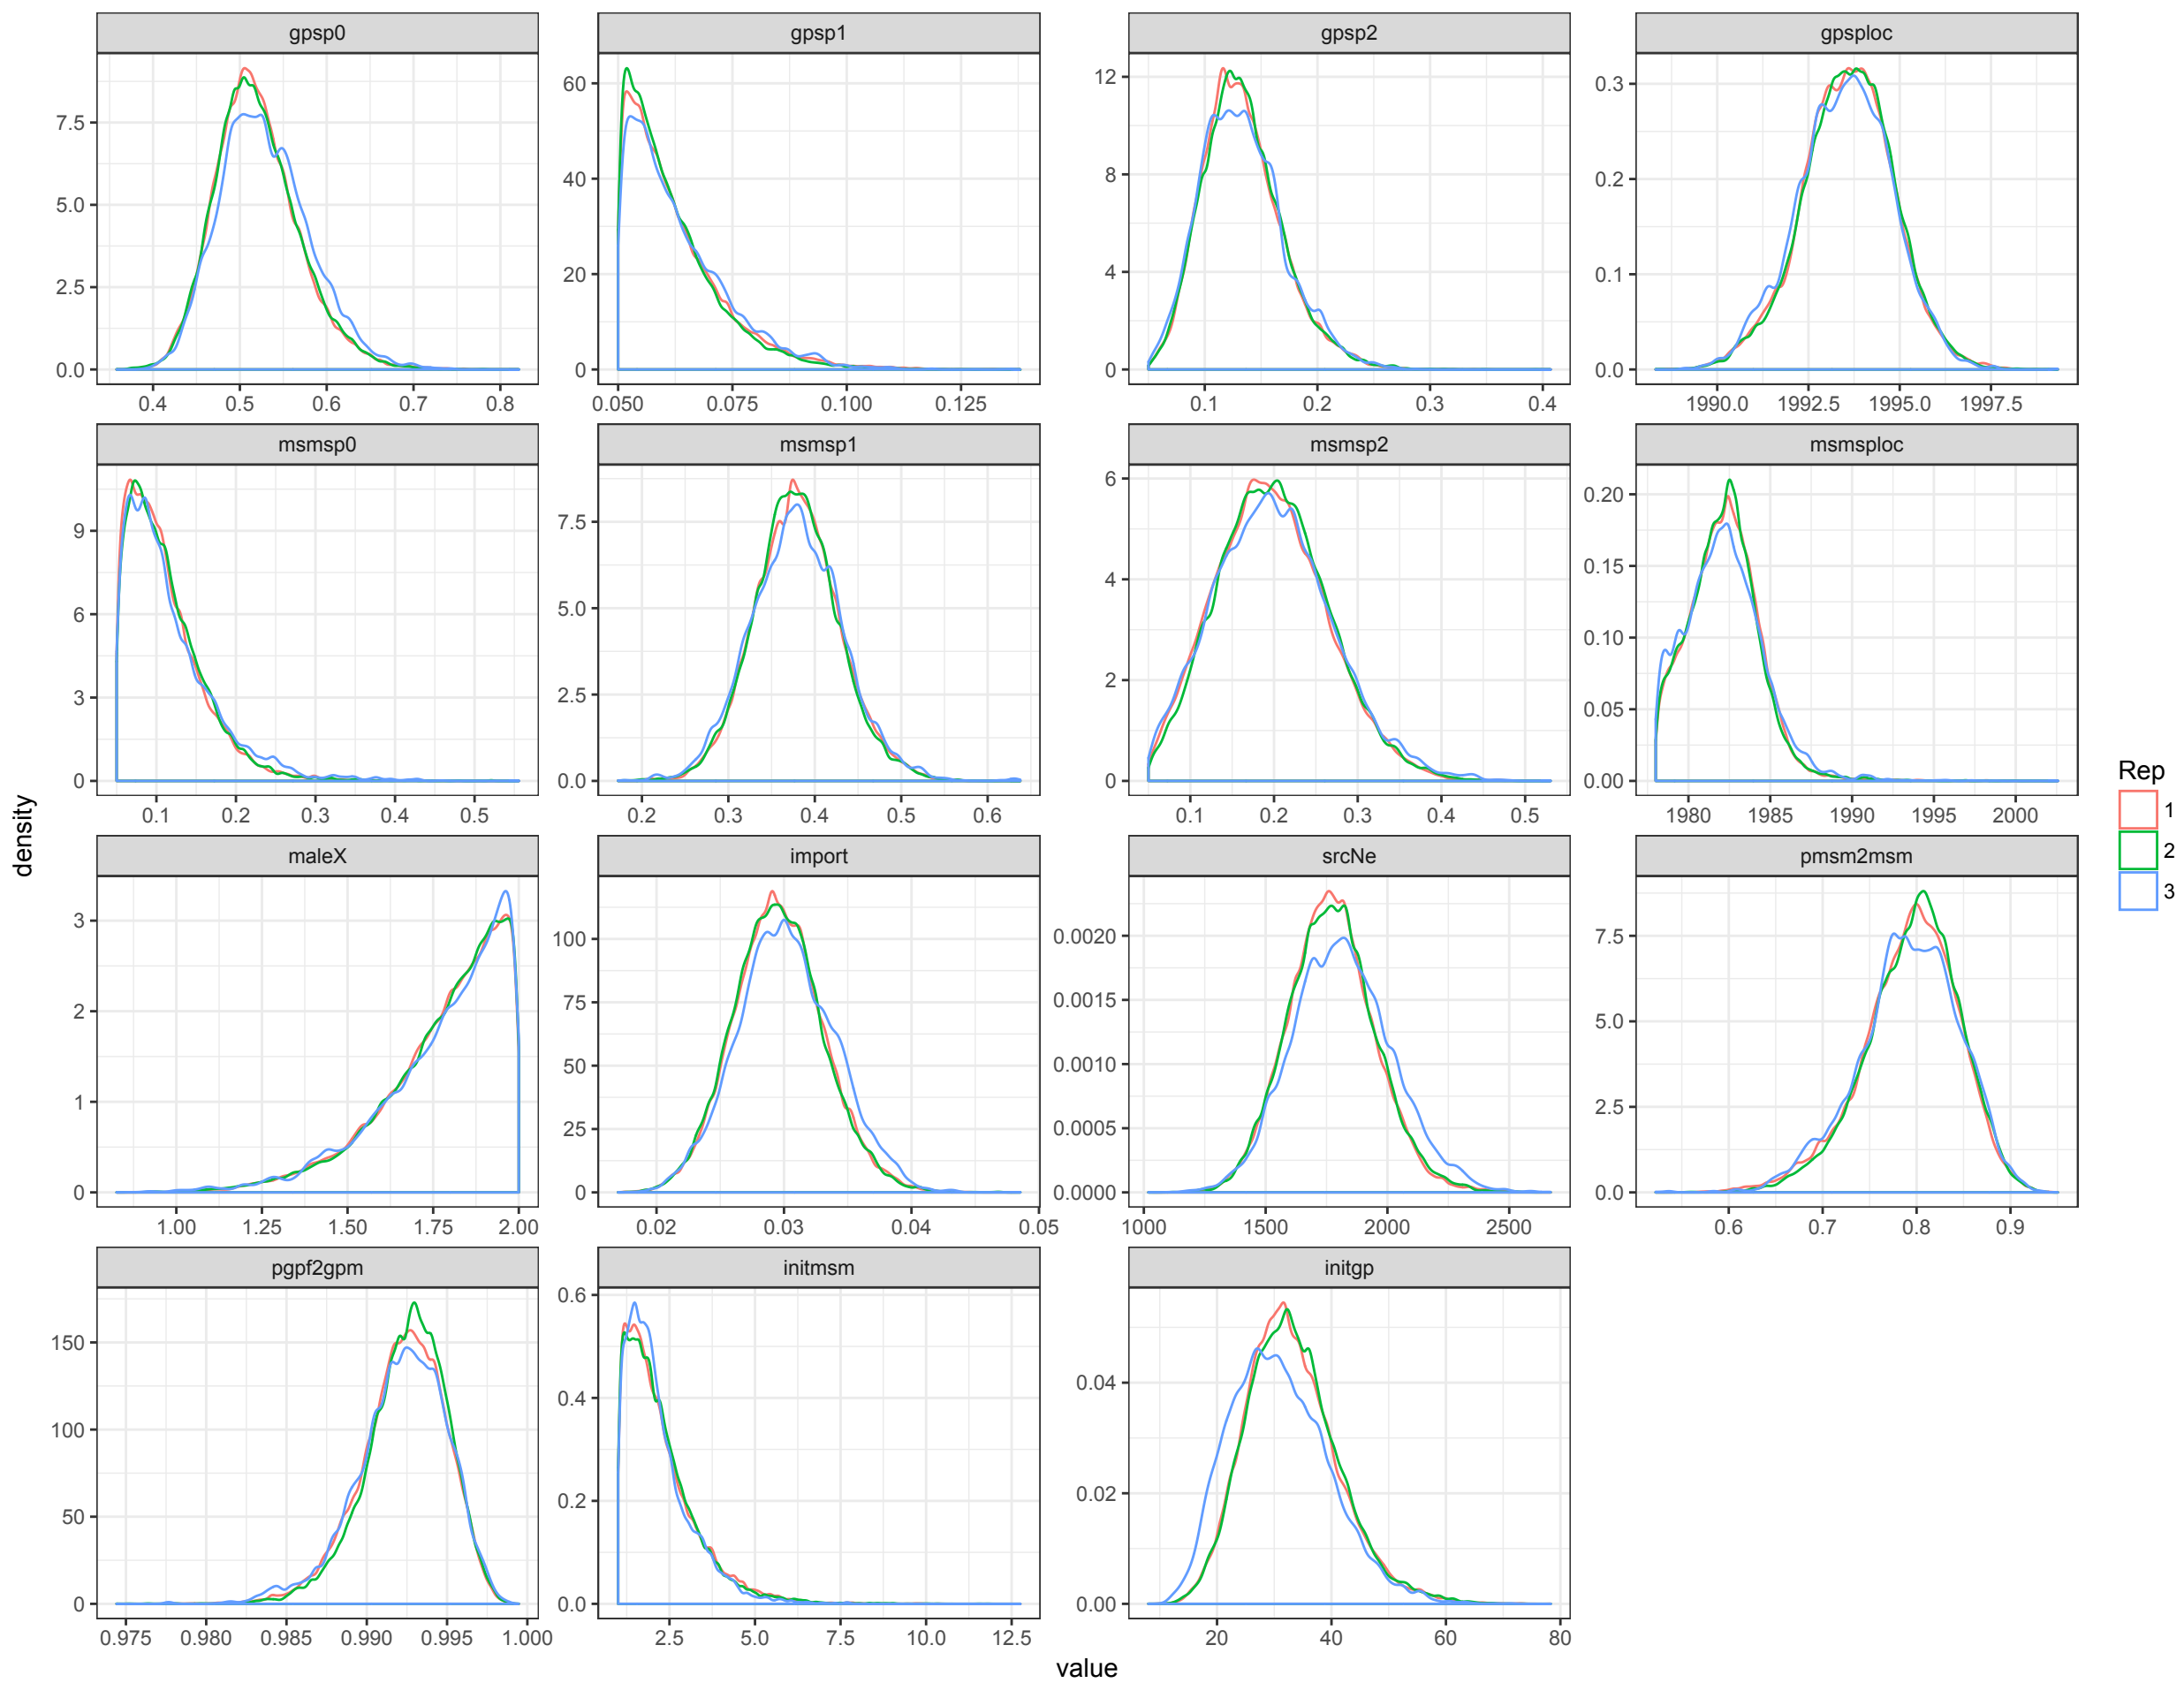 gpsp0 gpsp1 gpsp2 gpsploc
7.5 5.0 2.5 0.0
60 40 20 0
12 8 4 0
0.3 0.2 0.1 0.0
0.4 0.5 0.6 0.7 0.8 0.050 0.075 0.100 0.125 0.1 0.2 0.3 0.4 1990.0 1992.5 1995.0 1997.5
msmsp0 msmsp1 msmsp2 msmsploc
9 6 3 0
7.5 5.0 2.5 0.0
6 4 2 0
0.20 0.15 0.10 0.05 0.00
0.1 0.2 0.3 0.4 0.5 0.2 0.3 0.4 0.5 0.6 0.1 0.2 0.3 0.4 0.5 1980 1985 1990 1995 2000
maleX import srcNe pmsm2msm
3 2 1 0
100 75 50 25 0
0.0020 0.0015 0.0010 0.0005 0.0000
7.5 5.0 2.5 0.0
1.00 1.25 1.50 1.75 2.00 0.02 0.03 0.04 0.05 1000 1500 2000 2500 0.6 0.7 0.8 0.9
pgpf2gpm initmsm initgp
150 100 50 0
0.6 0.4 0.2 0.0
0.04 0.02 0.00
0.975 0.980 0.985 0.990 0.995 1.000 2.5 5.0 7.5 10.0 12.5 20 40 60 80
value
density
Rep
1
2
3